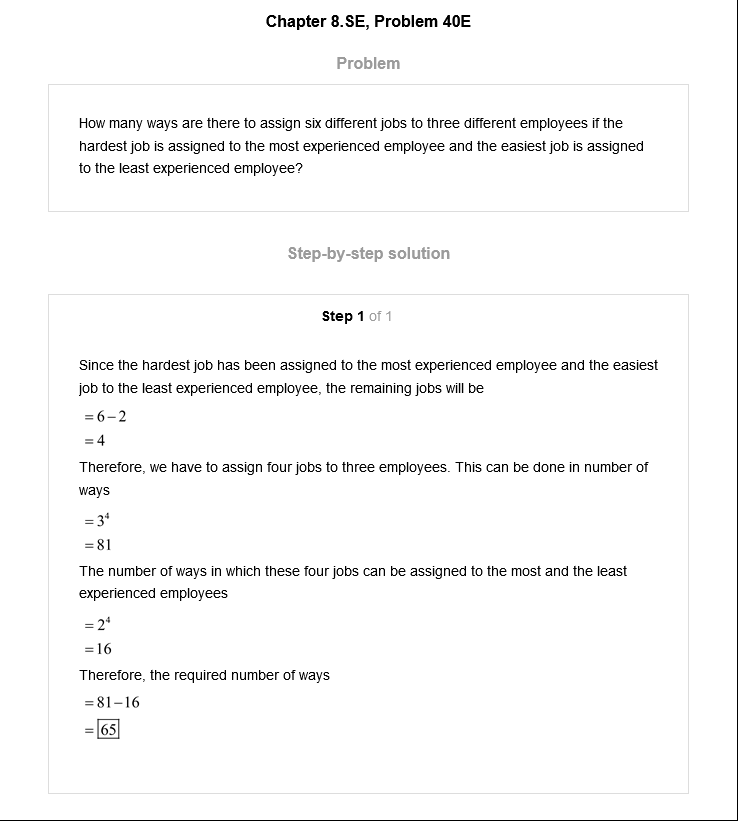 Chapter 8.SE, Problem 40E
Problem
How many ways are there to assign six different jobs to three different employees if the
hardest job is assigned to the most experienced employee and the easiest job is assigned
to the least experienced employee?
Step-by-step solution
Step 1 of 1
Since the hardest job has been assigned to the most experienced employee and the easiest
job to the least experienced employee, the remaining jobs will be
= 6 − 2
= 4
Therefore, we have to assign four jobs to three employees. This can be done in number of
ways
= 3⁴
= 81
The number of ways in which these four jobs can be assigned to the most and the least
experienced employees
= 2⁴
= 16
Therefore, the required number of ways
= 81 − 16
= 65